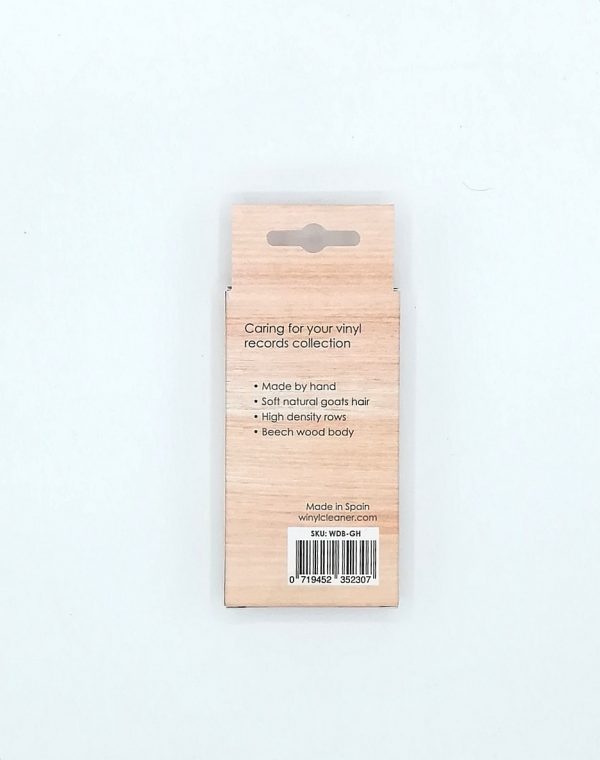 Caring for your vinyl
records collection
• Made by hand
• Soft natural goats hair
• High density rows
• Beech wood body
Made in Spain
winylcleaner.com
SKU: WDB-GH
0 719452 352307